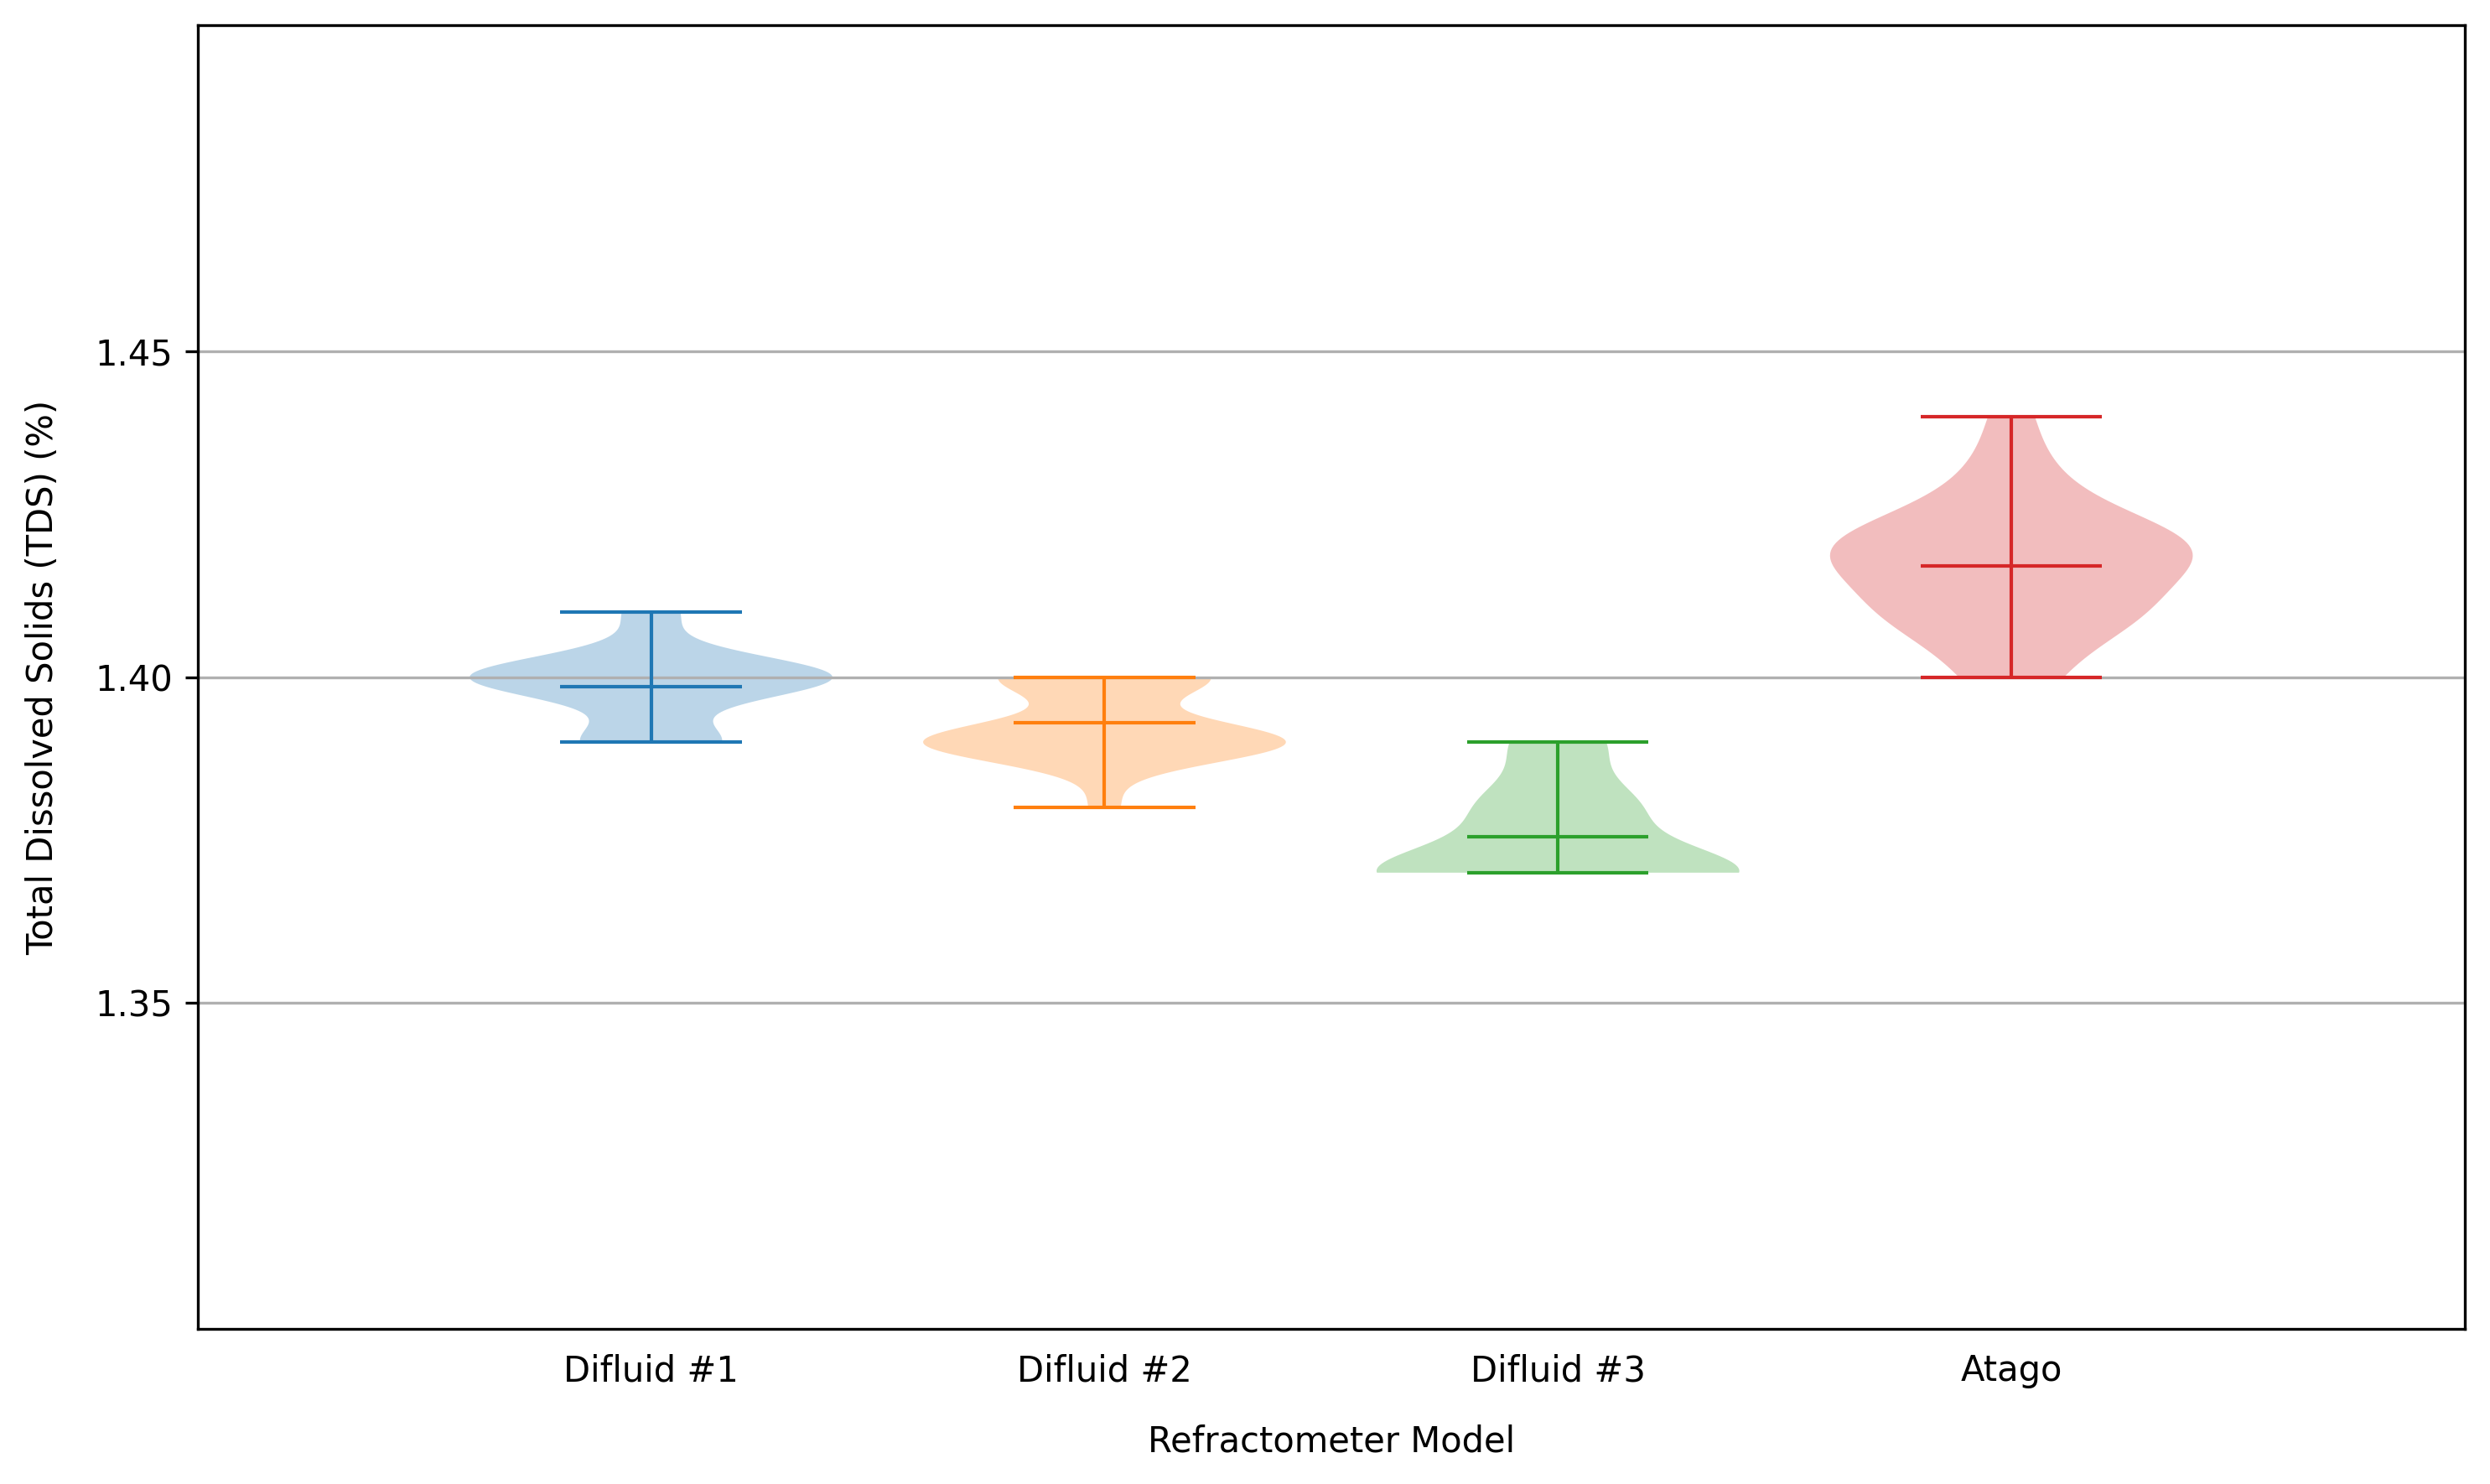 Total Dissolved Solids (TDS) (%)
1.45
1.40
1.35
Difluid #1
Difluid #2
Difluid #3
Atago
Refractometer Model